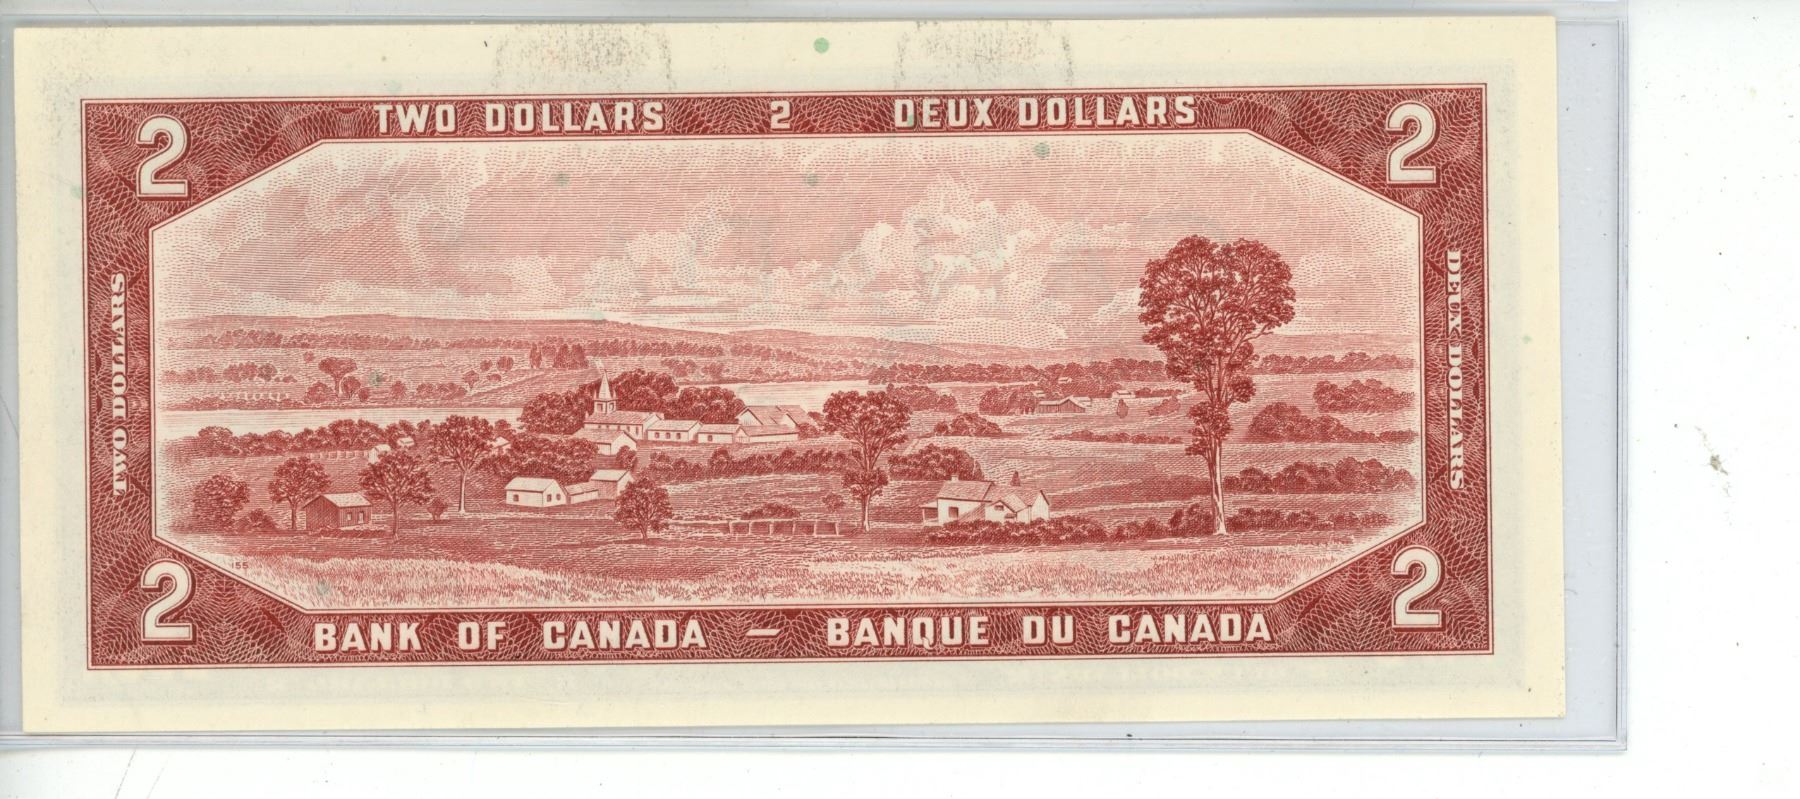 TWO DOLLARS 2 DEUX DOLLARS
2 2
TWO DOLLARS
DEUX DOLLARS
155
2 2
BANK OF CANADA — BANQUE DU CANADA